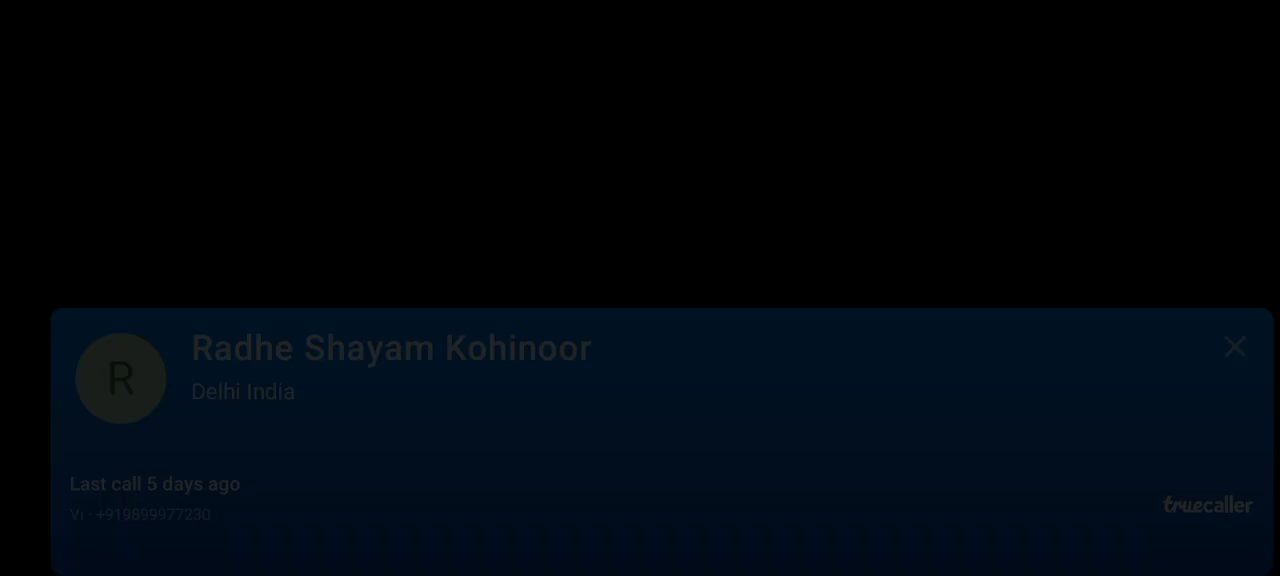 Radhe Shayam Kohinoor
R
Delhi India
Last call 5 days ago
Vi · +919899977230
truecaller